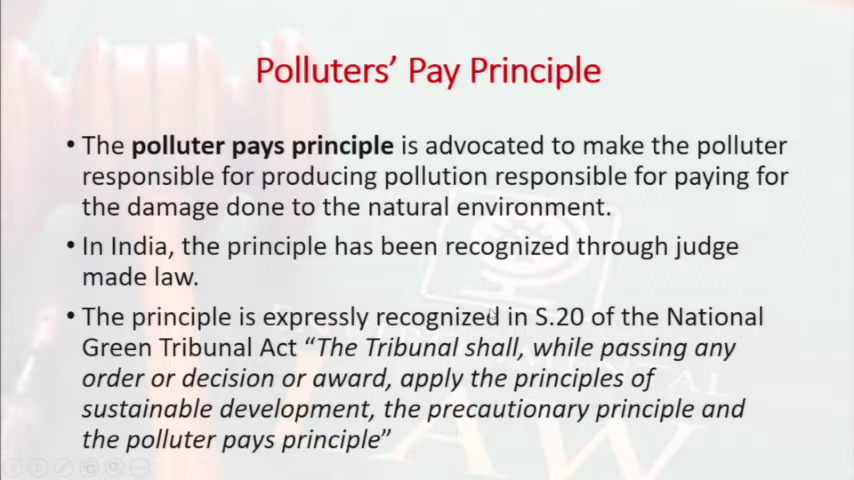 Polluters' Pay Principle
• The polluter pays principle is advocated to make the polluter
responsible for producing pollution responsible for paying for
the damage done to the natural environment.
• In India, the principle has been recognized through judge
made law.
• The principle is expressly recognized in S.20 of the National
Green Tribunal Act “The Tribunal shall, while passing any
order or decision or award, apply the principles of
sustainable development, the precautionary principle and
the polluter pays principle”
LAW